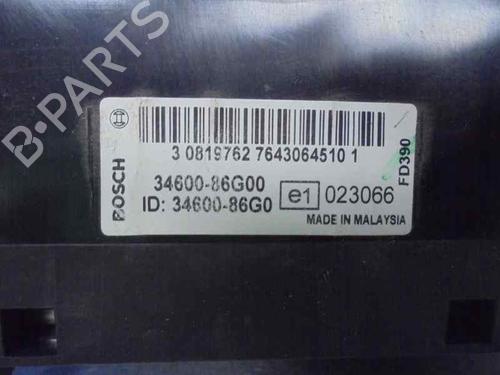 B-PARTS
BOSCH
3 0819762 7643064510 1
34600-86G00
ID: 34600-86G0
e1 023066
MADE IN MALAYSIA
FD390